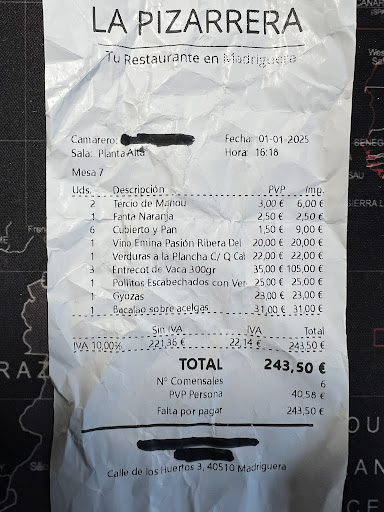 LA PIZARRERA
Tu Restaurante en Madriguera
Camarero: Fecha: 01-01-2025
Sala: Planta Alta Hora: 16:18
Mesa 7
Uds. Descripción PVP Imp.
2 Tercio de Mahou 3,00 € 6,00 €
1 Fanta Naranja 2,50 € 2,50 €
6 Cubierto y Pan 1,50 € 9,00 €
1 Vino Emina Pasión Ribera Del 20,00 € 20,00 €
1 Verduras a la Plancha C/ Q Cab 22,00 € 22,00 €
3 Entrecot de Vaca 300gr 35,00 € 105,00 €
1 Pollitos Escabechados con Ver 25,00 € 25,00 €
1 Gyozas 23,00 € 23,00 €
1 Bacalao sobre acelgas 31,00 € 31,00 €
Sin IVA IVA Total
IVA 10,00% 221,36 € 22,14 € 243,50 €
TOTAL 243,50 €
Nº Comensales 6
PVP Persona 40,58 €
Falta por pagar 243,50 €
Calle de los Huertos 3, 40510 Madriguera